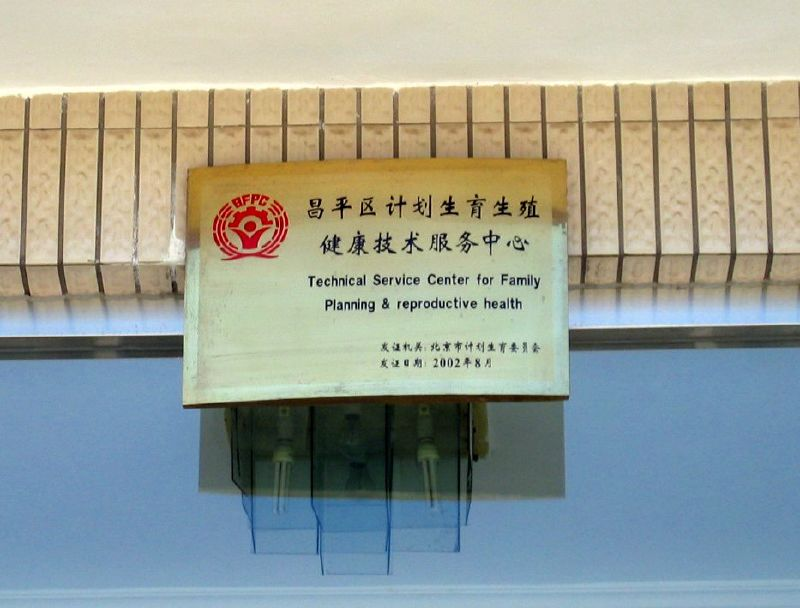 BFPC
昌平区计划生育生殖
健康技术服务中心
Technical Service Center for Family
Planning & reproductive health
发证机关: 北京市计划生育委员会
发证日期: 2002年8月